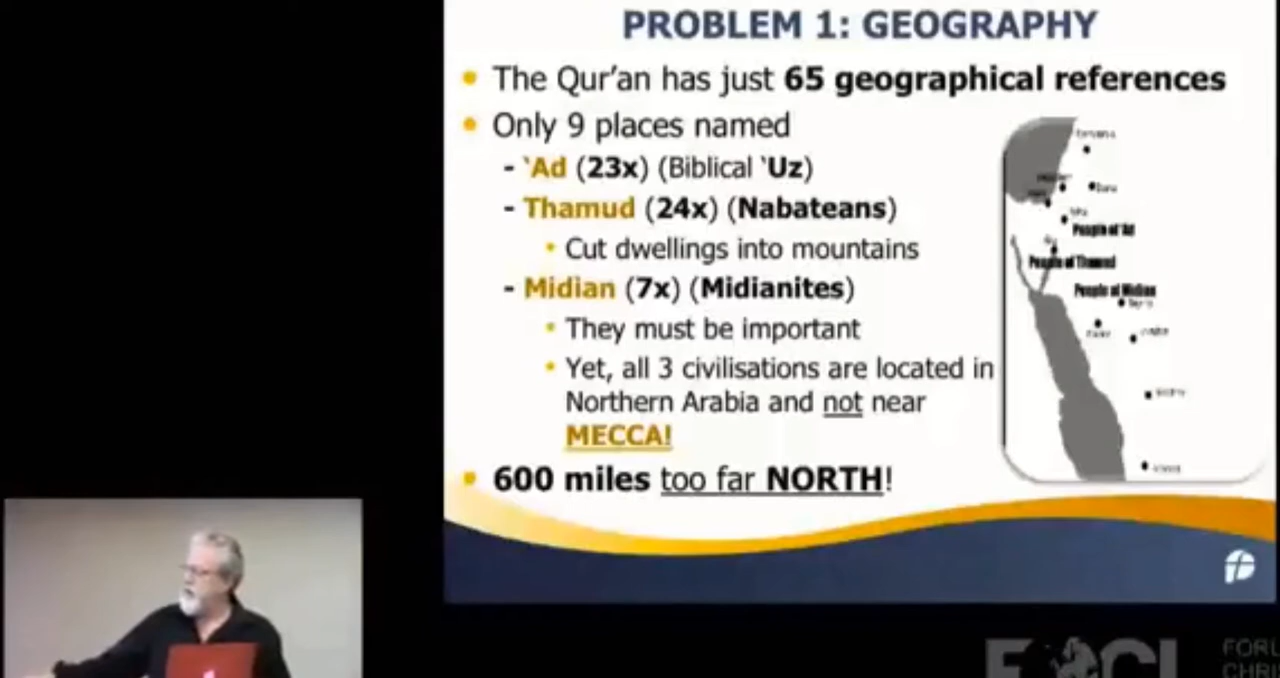 PROBLEM 1: GEOGRAPHY
• The Qur’an has just 65 geographical references
• Only 9 places named
- ‘Ad (23x) (Biblical ‘Uz)
- Thamud (24x) (Nabateans)
• Cut dwellings into mountains
- Midian (7x) (Midianites)
• They must be important
• Yet, all 3 civilisations are located in
Northern Arabia and not near
MECCA!
• 600 miles too far NORTH!
People of 'Ad
People of Thamud
People of Midian